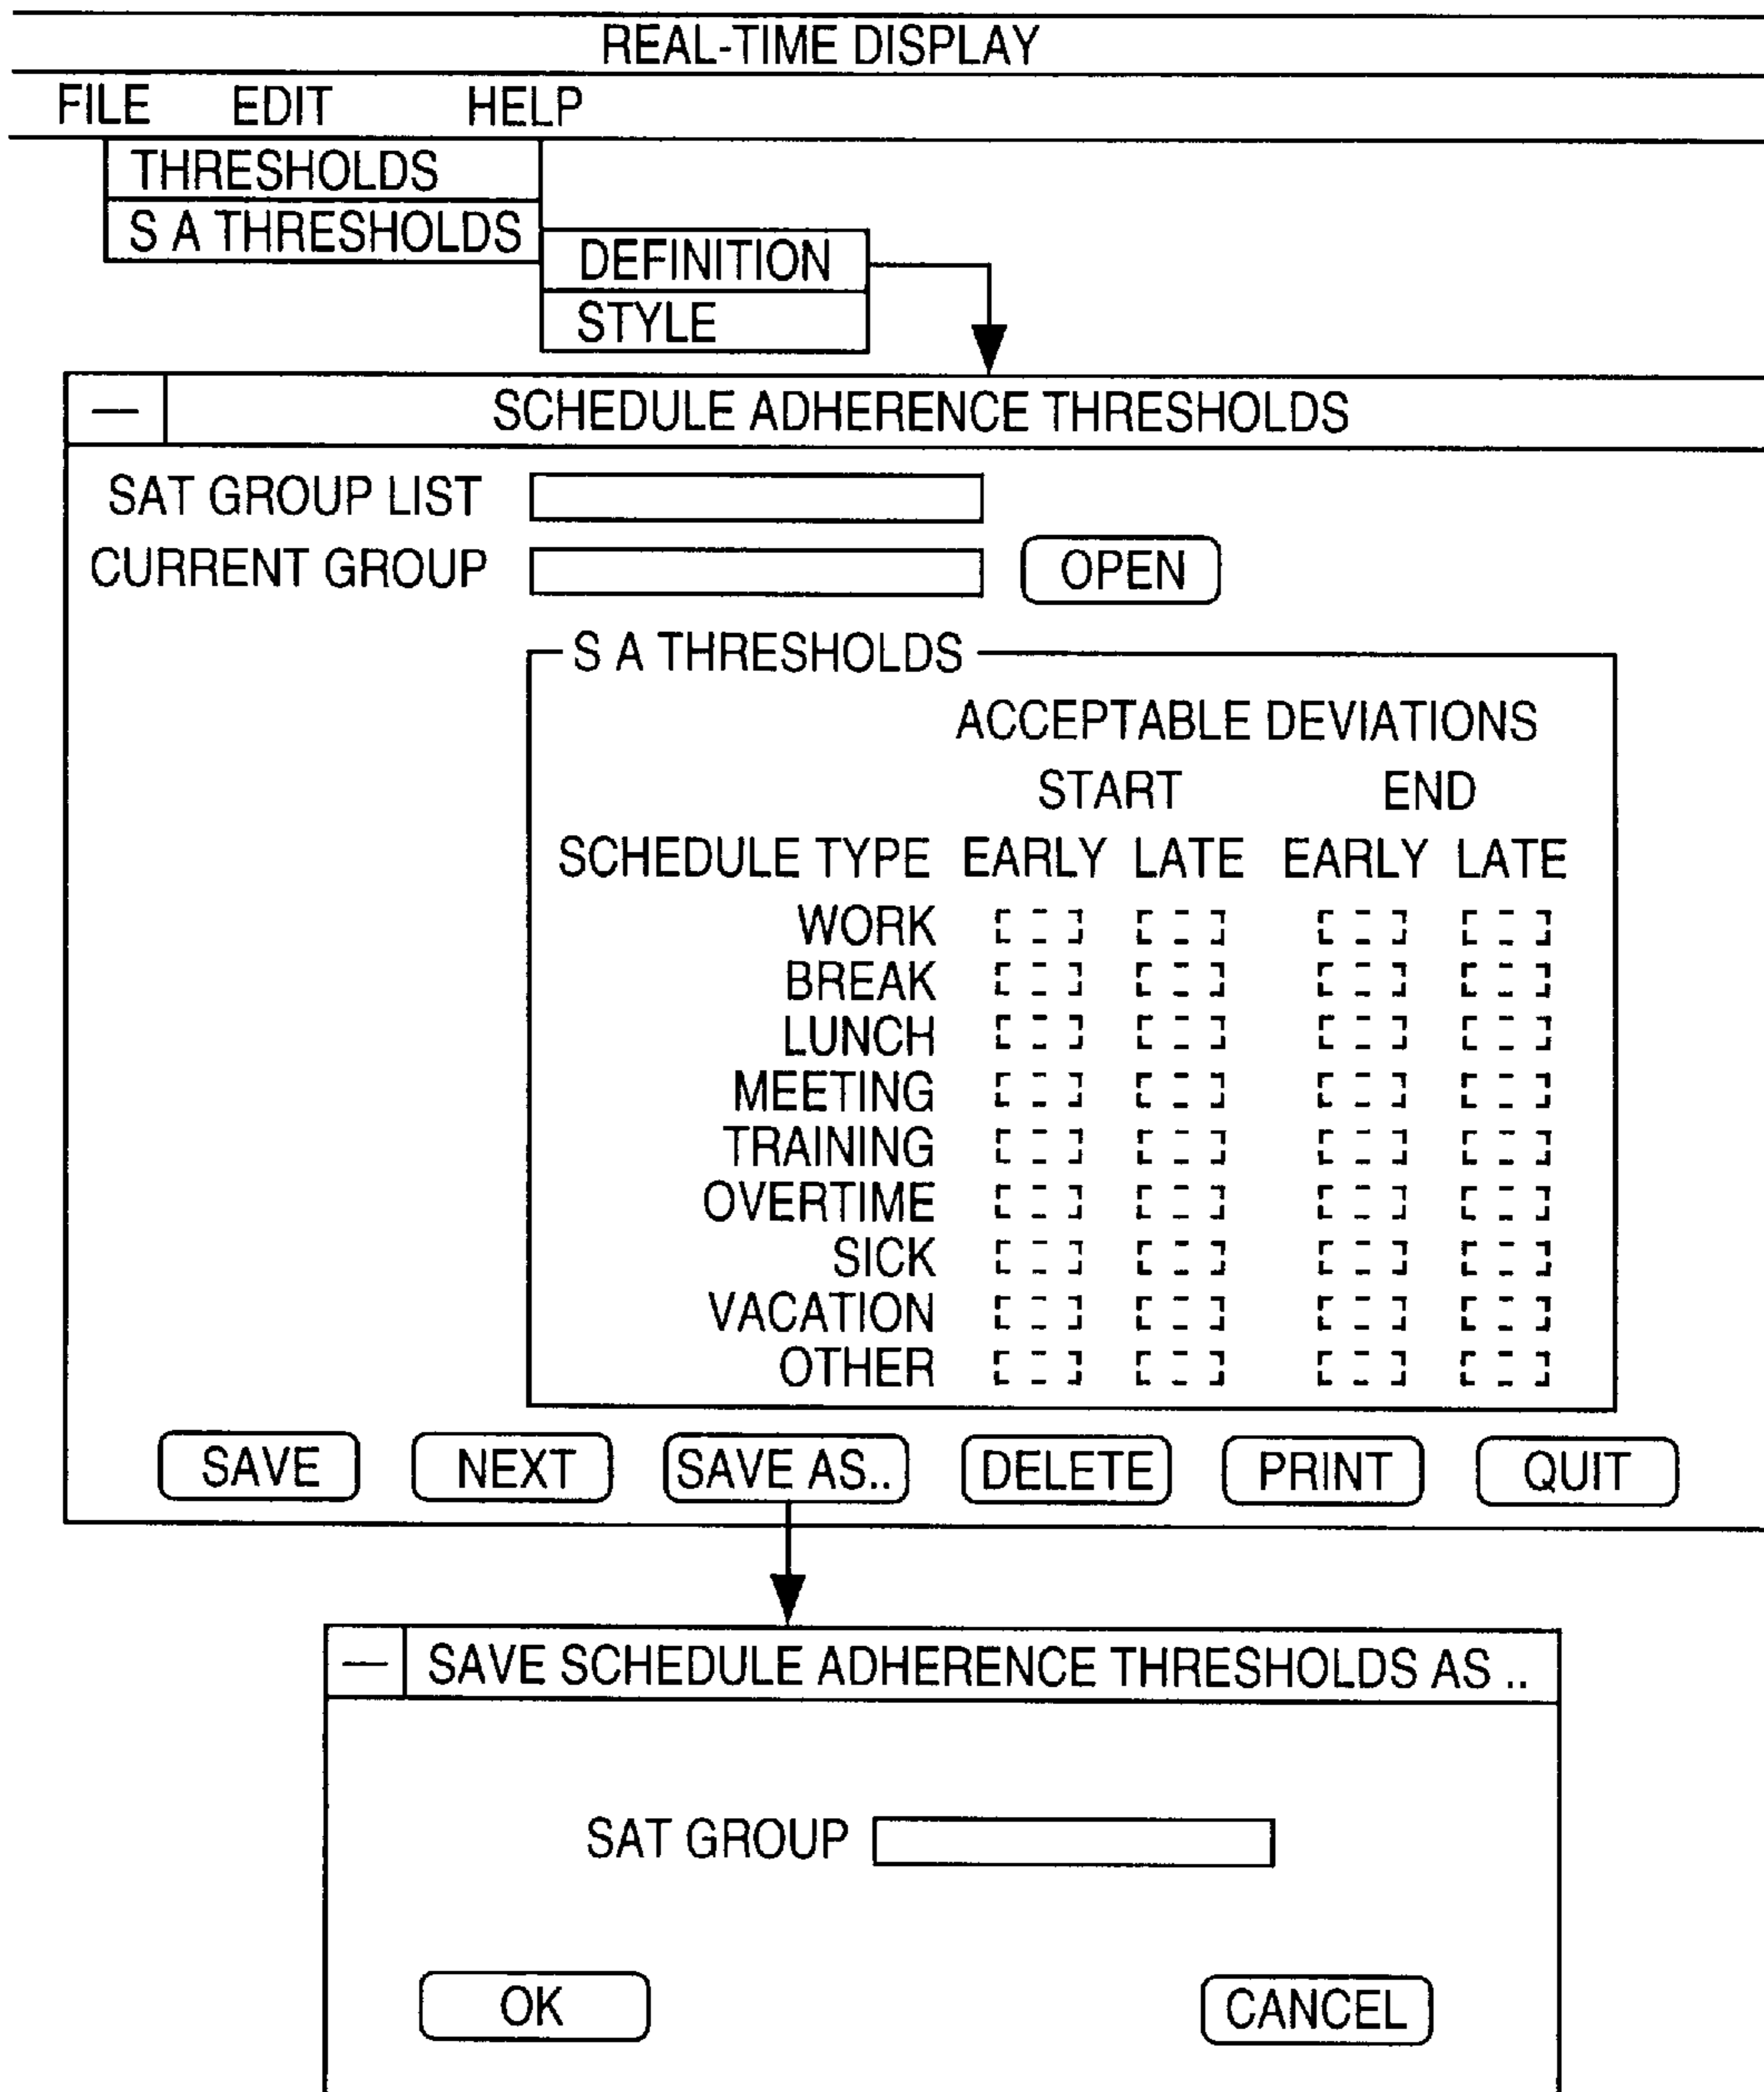 REAL-TIME DISPLAY
FILE EDIT HELP
THRESHOLDS
S A THRESHOLDS
DEFINITION
STYLE
SCHEDULE ADHERENCE THRESHOLDS
SAT GROUP LIST
CURRENT GROUP OPEN
S A THRESHOLDS
ACCEPTABLE DEVIATIONS
START END
SCHEDULE TYPE EARLY LATE EARLY LATE
WORK
BREAK
LUNCH
MEETING
TRAINING
OVERTIME
SICK
VACATION
OTHER
SAVE NEXT SAVE AS.. DELETE PRINT QUIT
SAVE SCHEDULE ADHERENCE THRESHOLDS AS ..
SAT GROUP
OK CANCEL